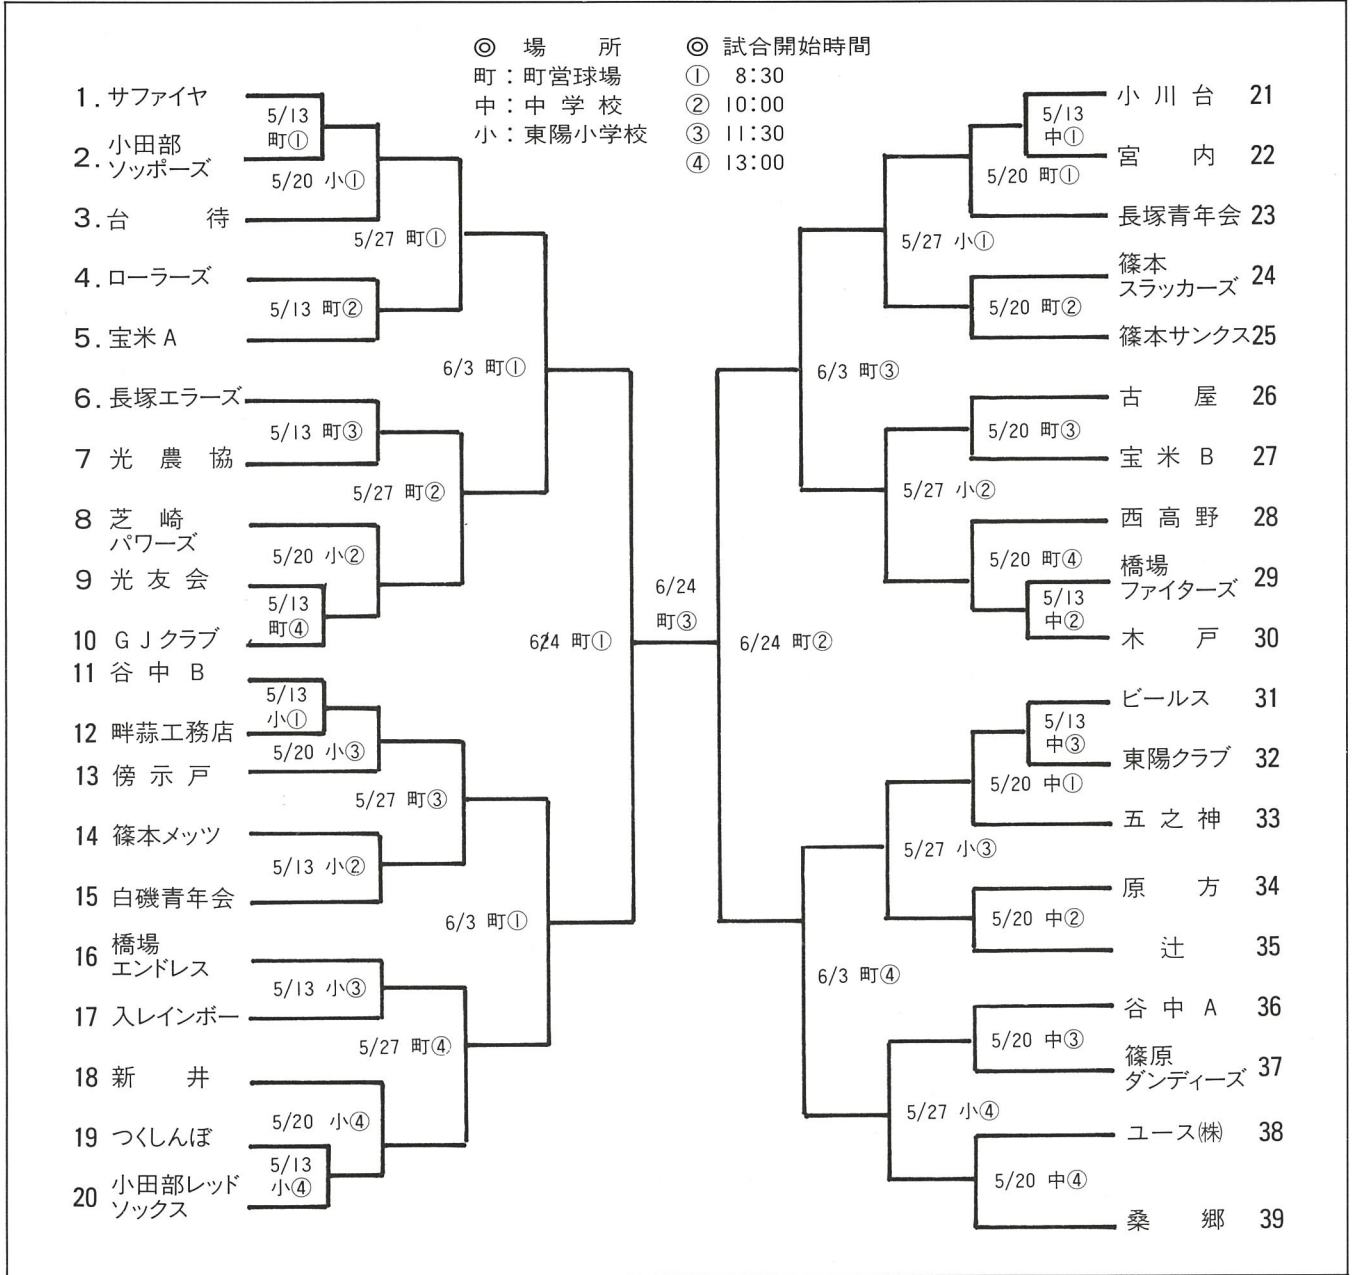 ◎ 場 所
町：町営球場
中：中 学 校
小：東陽小学校
◎ 試合開始時間
① 8:30
② 10:00
③ 11:30
④ 13:00
1. サファイヤ
5/13
町①
2. 小田部
ソッポーズ
5/20 小①
3. 台 待
5/27 町①
4. ローラーズ
5/13 町②
5. 宝米A
6/3 町①
6. 長塚エラーズ
5/13 町③
7 光 農 協
5/27 町②
8 芝 崎
パワーズ
5/20 小②
9 光 友 会
5/13
町④
10 GJクラブ
6/24 町①
11 谷 中 B
5/13
小①
12 畔蒜工務店
5/20 小③
13 傍 示 戸
5/27 町③
14 篠本メッツ
5/13 小②
15 白磯青年会
6/3 町①
16 橋場
エンドレス
5/13 小③
17 入レインボー
5/27 町④
18 新 井
5/20 小④
19 つくしんぼ
5/13
小④
20 小田部レッド
ソックス
6/24
町③
小川台 21
5/13
中①
宮 内 22
5/20 町①
長塚青年会 23
5/27 小①
篠本
スラッカーズ 24
5/20 町②
篠本サンクス 25
6/3 町③
古 屋 26
5/20 町③
宝 米 B 27
5/27 小②
西 高 野 28
5/20 町④
橋場
ファイターズ 29
5/13
中②
木 戸 30
6/24 町②
ビールス 31
5/13
中③
東陽クラブ 32
5/20 中①
五 之 神 33
5/27 小③
原 方 34
5/20 中②
辻 35
6/3 町④
谷 中 A 36
5/20 中③
篠原
ダンディーズ 37
5/27 小④
ユース㈱ 38
5/20 中④
桑 郷 39